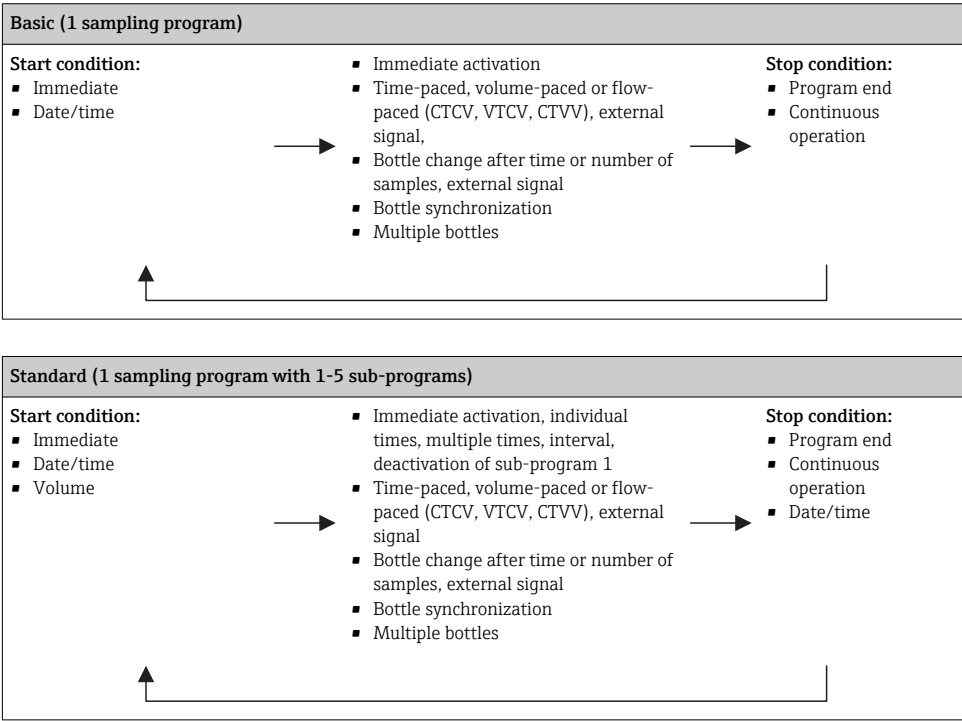 Basic (1 sampling program)
Start condition:
▪ Immediate
▪ Date/time
▪ Immediate activation
▪ Time-paced, volume-paced or flow-
paced (CTCV, VTCV, CTVV), external
signal,
▪ Bottle change after time or number of
samples, external signal
▪ Bottle synchronization
▪ Multiple bottles
Stop condition:
▪ Program end
▪ Continuous
operation
Standard (1 sampling program with 1-5 sub-programs)
Start condition:
▪ Immediate
▪ Date/time
▪ Volume
▪ Immediate activation, individual
times, multiple times, interval,
deactivation of sub-program 1
▪ Time-paced, volume-paced or flow-
paced (CTCV, VTCV, CTVV), external
signal
▪ Bottle change after time or number of
samples, external signal
▪ Bottle synchronization
▪ Multiple bottles
Stop condition:
▪ Program end
▪ Continuous
operation
▪ Date/time